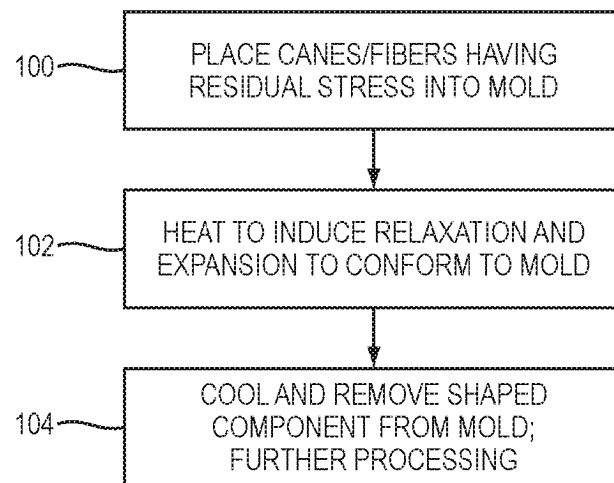 100
PLACE CANES/FIBERS HAVING
RESIDUAL STRESS INTO MOLD
102
HEAT TO INDUCE RELAXATION AND
EXPANSION TO CONFORM TO MOLD
104
COOL AND REMOVE SHAPED
COMPONENT FROM MOLD;
FURTHER PROCESSING